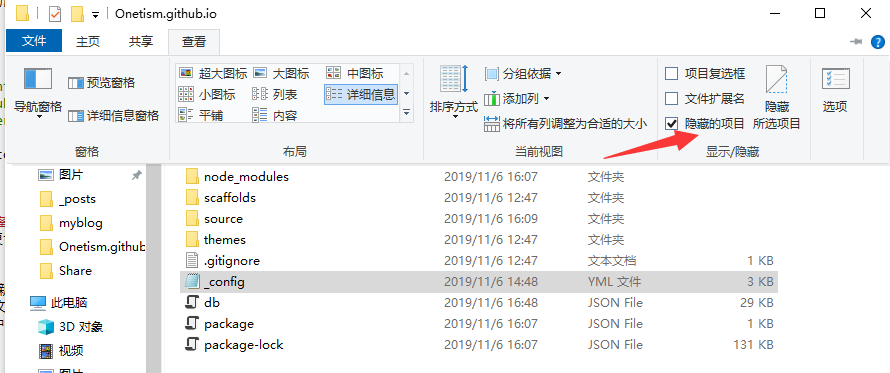 Onetism.github.io
文件 主页 共享 查看
导航窗格
预览窗格
详细信息窗格
窗格
超大图标 大图标 中图标
小图标 列表 详细信息
平铺 内容
布局
排序方式
分组依据
添加列
将所有列调整为合适的大小
当前视图
项目复选框
文件扩展名
隐藏的项目
隐藏
所选项目
显示/隐藏
选项
图片
_posts
myblog
Onetism.github
Share
此电脑
3D 对象
视频
图片
node_modules 2019/11/6 16:07 文件夹
scaffolds 2019/11/6 12:47 文件夹
source 2019/11/6 16:09 文件夹
themes 2019/11/6 12:47 文件夹
.gitignore 2019/11/6 12:47 文本文档 1 KB
_config 2019/11/6 14:48 YML 文件 3 KB
db 2019/11/6 16:48 JSON File 29 KB
package 2019/11/6 16:07 JSON File 1 KB
package-lock 2019/11/6 16:07 JSON File 131 KB